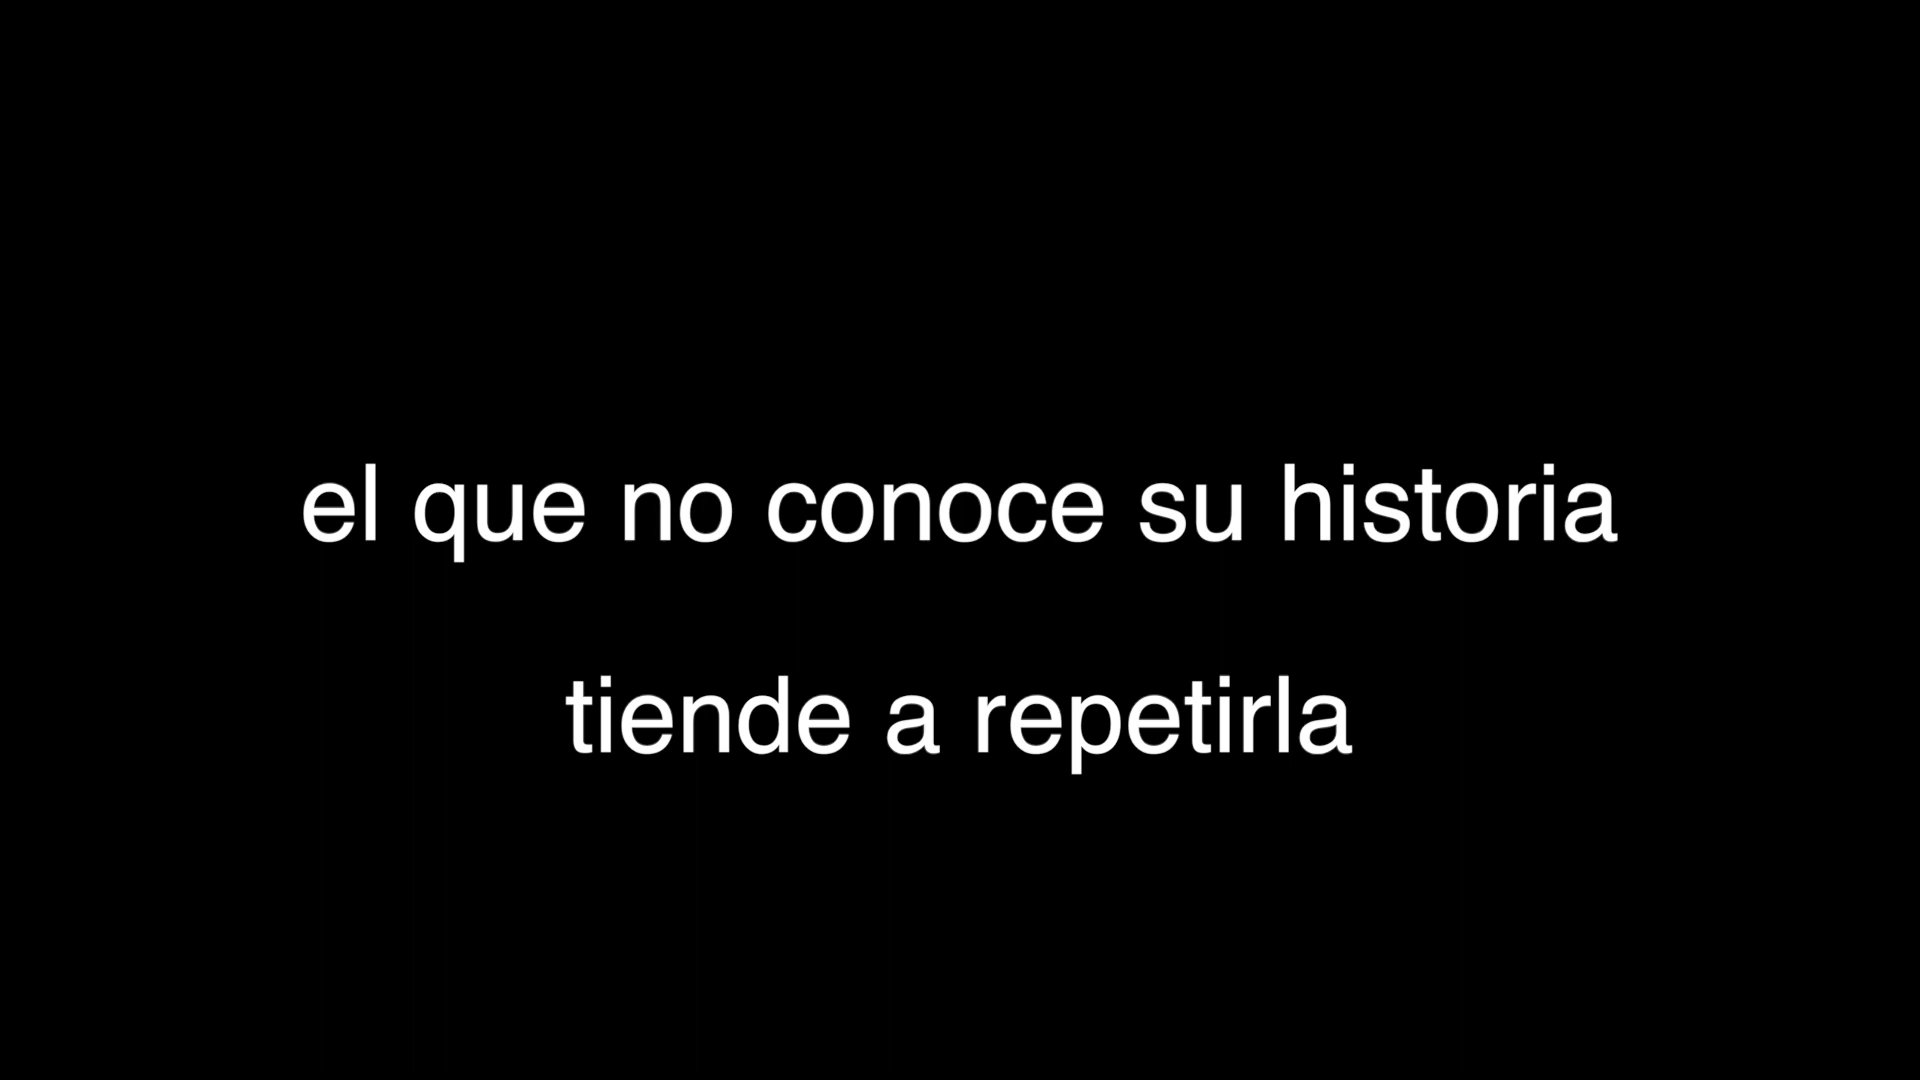 el que no conoce su historia
tiende a repetirla